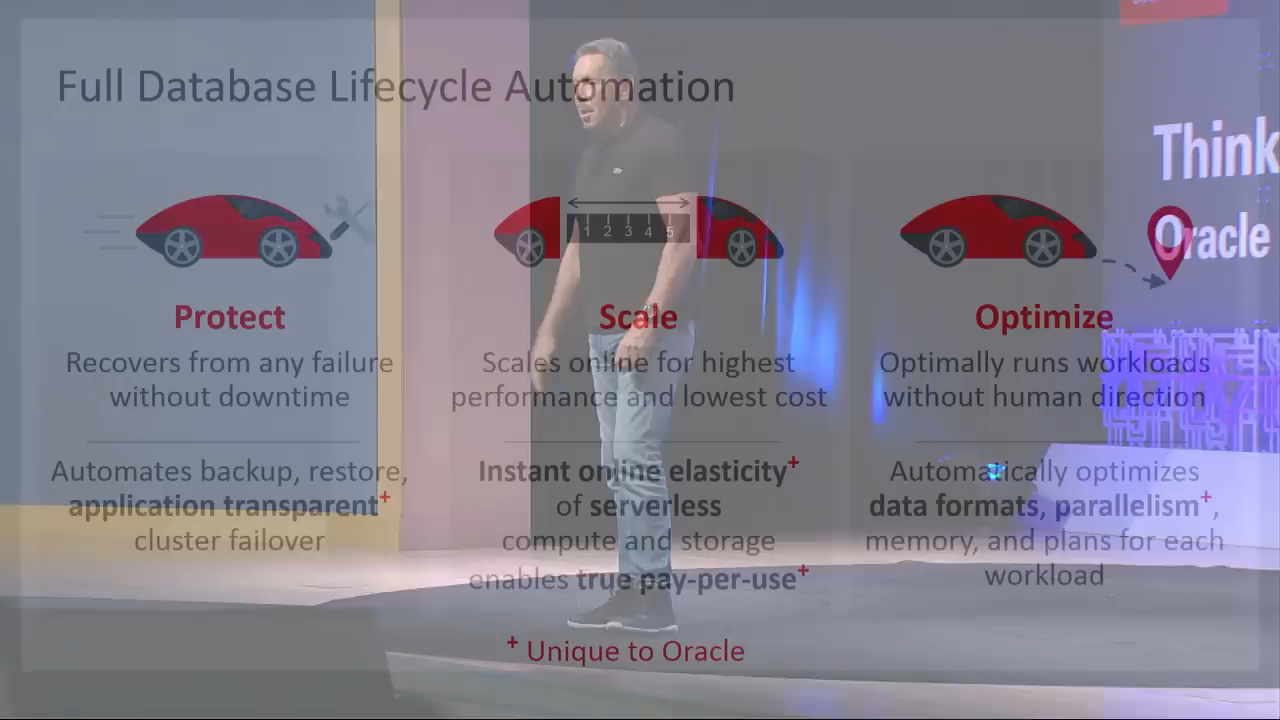 Full Database Lifecycle Automation
Think
Oracle
1 2 3 4 5
Protect
Recovers from any failure
without downtime
Automates backup, restore,
application transparent+
cluster failover
Scale
Scales online for highest
performance and lowest cost
Instant online elasticity+
of serverless
compute and storage
enables true pay-per-use+
Optimize
Optimally runs workloads
without human direction
Automatically optimizes
data formats, parallelism+,
memory, and plans for each
workload
+ Unique to Oracle